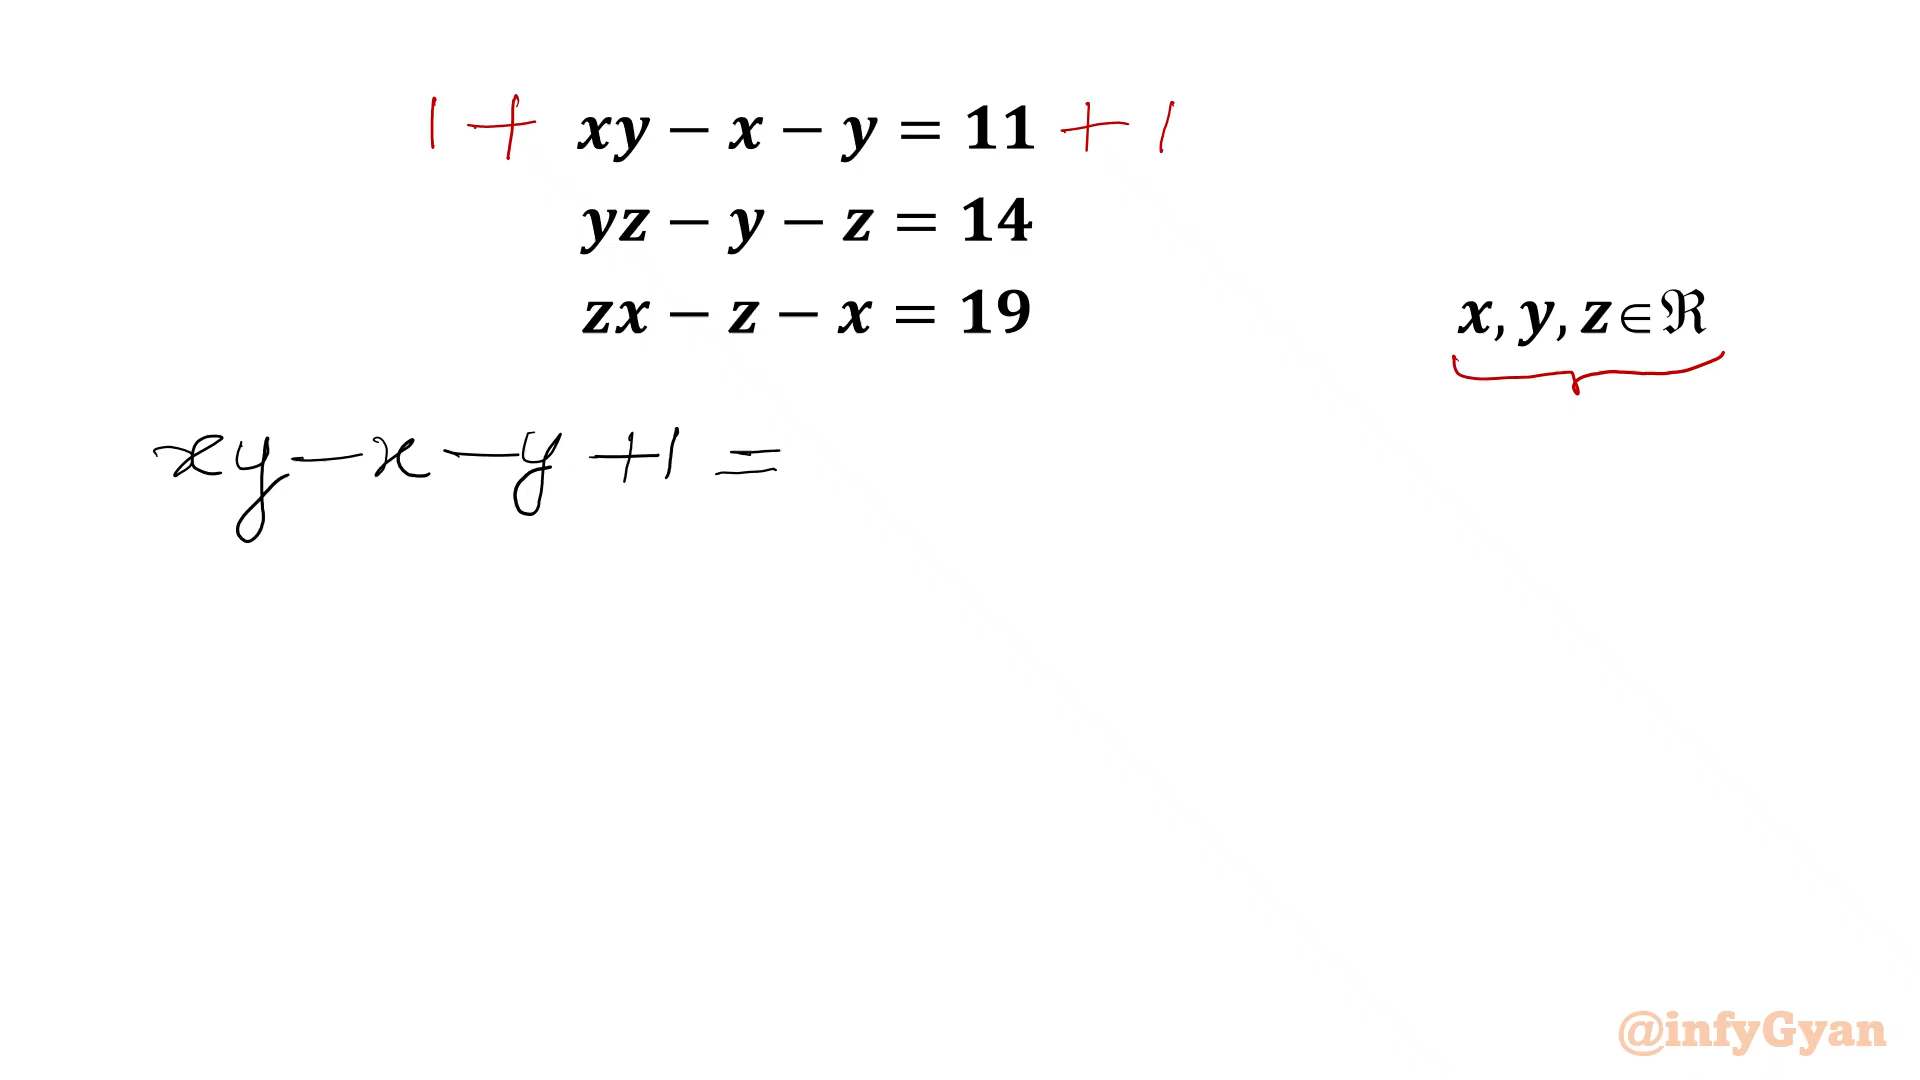 1 + xy − x − y = 11 + 1
yz − y − z = 14
zx − z − x = 19
x, y, z ∈ ℜ
xy − x − y + 1 =
@infyGyan